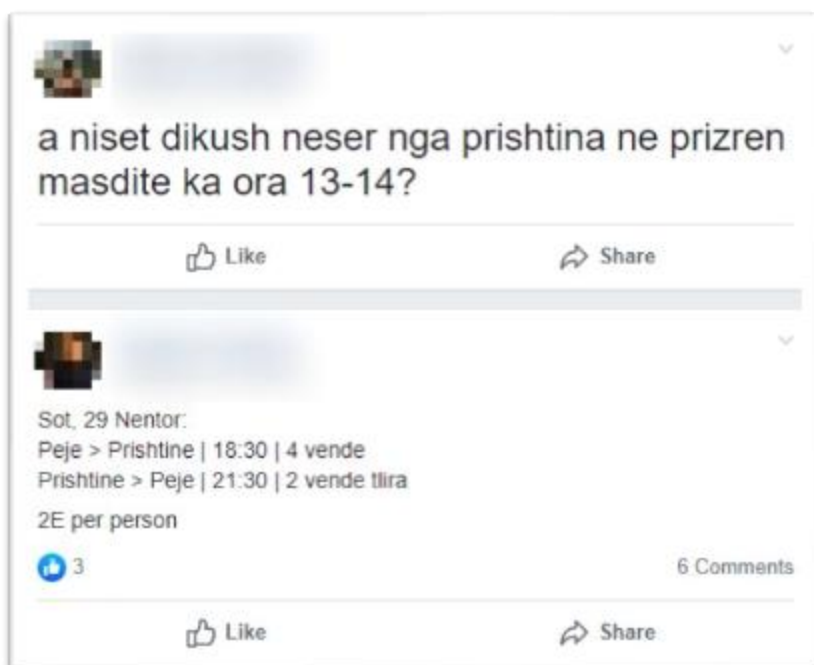 a niset dikush neser nga prishtina ne prizren
masdite ka ora 13-14?
Like Share
Sot, 29 Nentor:
Peje > Prishtine | 18:30 | 4 vende
Prishtine > Peje | 21:30 | 2 vende tlira
2E per person
3 6 Comments
Like Share